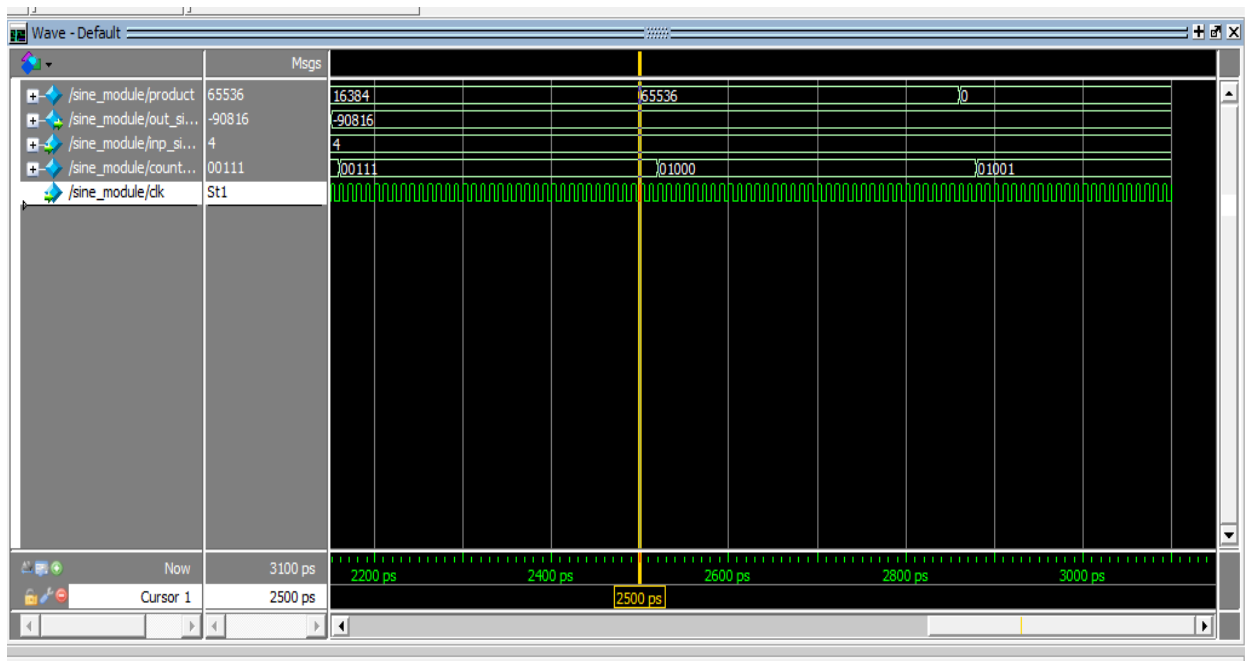 Wave - Default
Msgs
/sine_module/product 65536 16384 65536 0
/sine_module/out_si... -90816 -90816
/sine_module/inp_si... 4 4
/sine_module/count... 00111 00111 01000 01001
/sine_module/clk St1
Now 3100 ps 2200 ps 2400 ps 2600 ps 2800 ps 3000 ps
Cursor 1 2500 ps 2500 ps